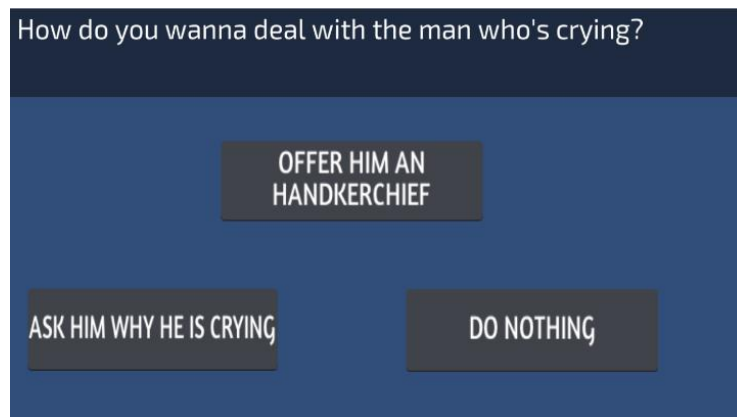 How do you wanna deal with the man who's crying?
OFFER HIM AN
HANDKERCHIEF
ASK HIM WHY HE IS CRYING
DO NOTHING